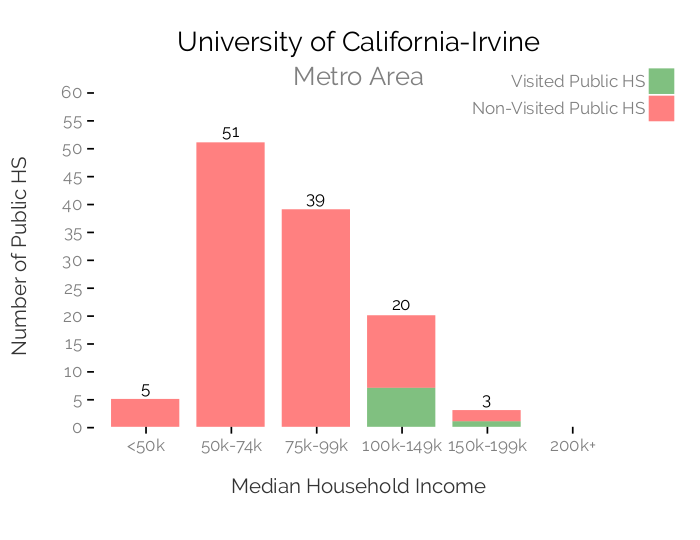 University of California-Irvine
Metro Area
Visited Public HS
Non-Visited Public HS
Number of Public HS
60
55
50
45
40
35
30
25
20
15
10
5
0
5
51
39
20
3
<50k 50k-74k 75k-99k 100k-149k 150k-199k 200k+
Median Household Income